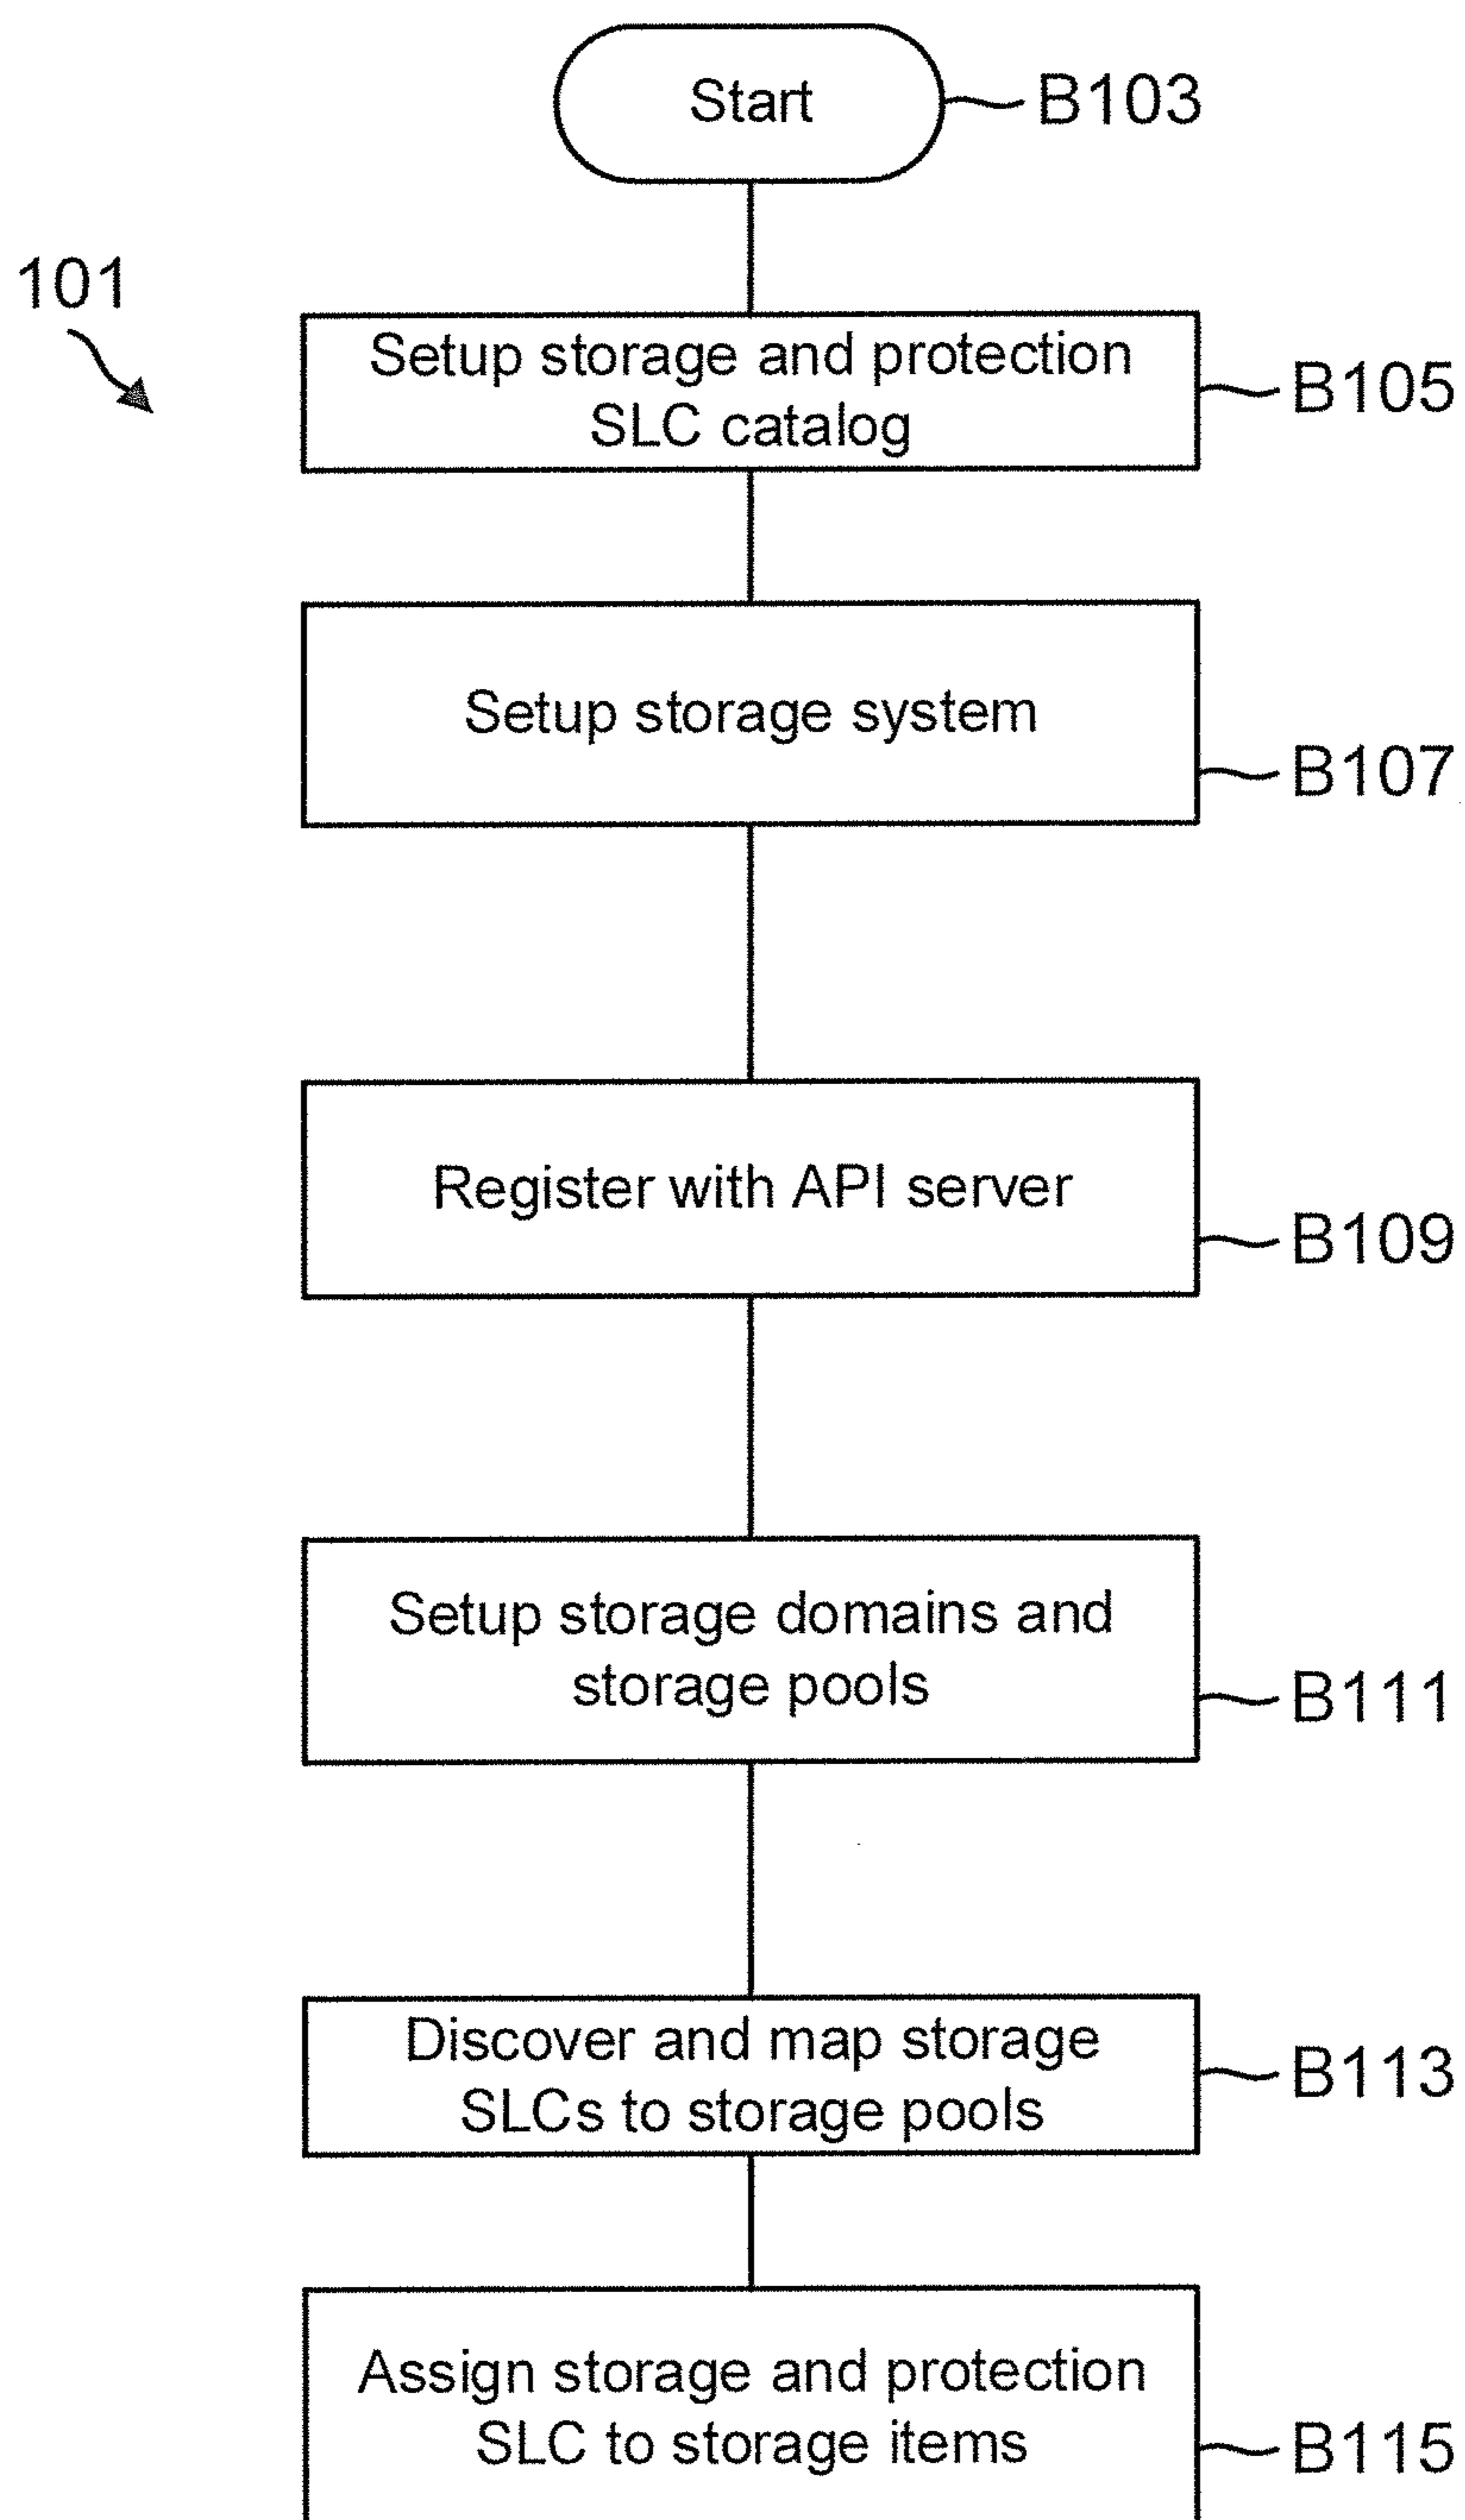 Start
B103
101
Setup storage and protection
SLC catalog
B105
Setup storage system
B107
Register with API server
B109
Setup storage domains and
storage pools
B111
Discover and map storage
SLCs to storage pools
B113
Assign storage and protection
SLC to storage items
B115